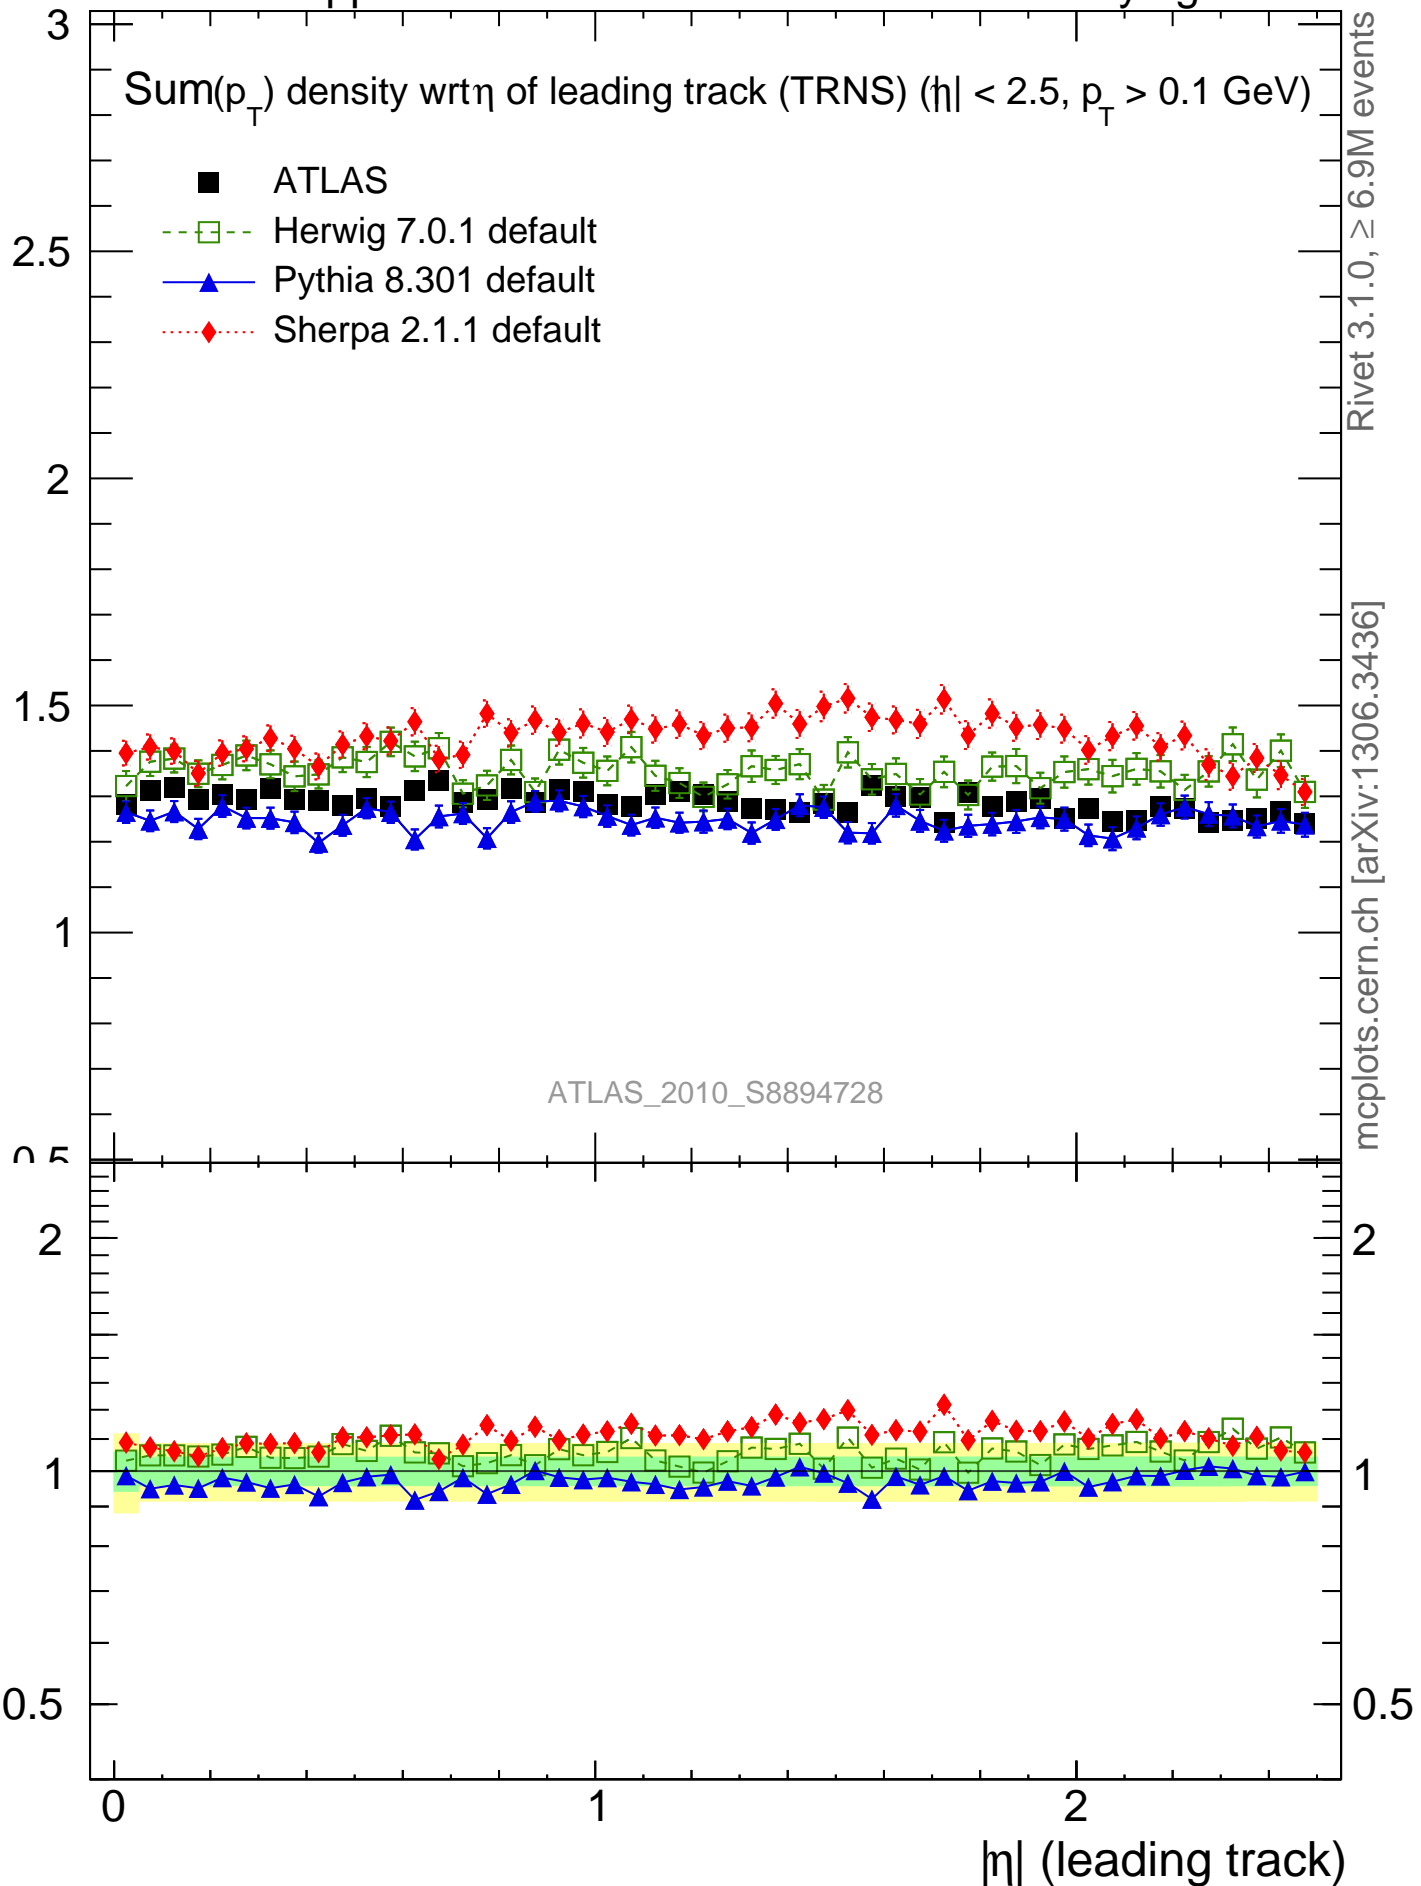 Sum(p_T) density wrt η of leading track (TRNS) (|η| < 2.5, p_T > 0.1 GeV)
ATLAS
Herwig 7.0.1 default
Pythia 8.301 default
Sherpa 2.1.1 default
3
2.5
2
1.5
1
0.5
ATLAS_2010_S8894728
Rivet 3.1.0, ≥ 6.9M events
mcplots.cern.ch [arXiv:1306.3436]
2
1
0.5
2
1
0.5
0
1
2
|η| (leading track)